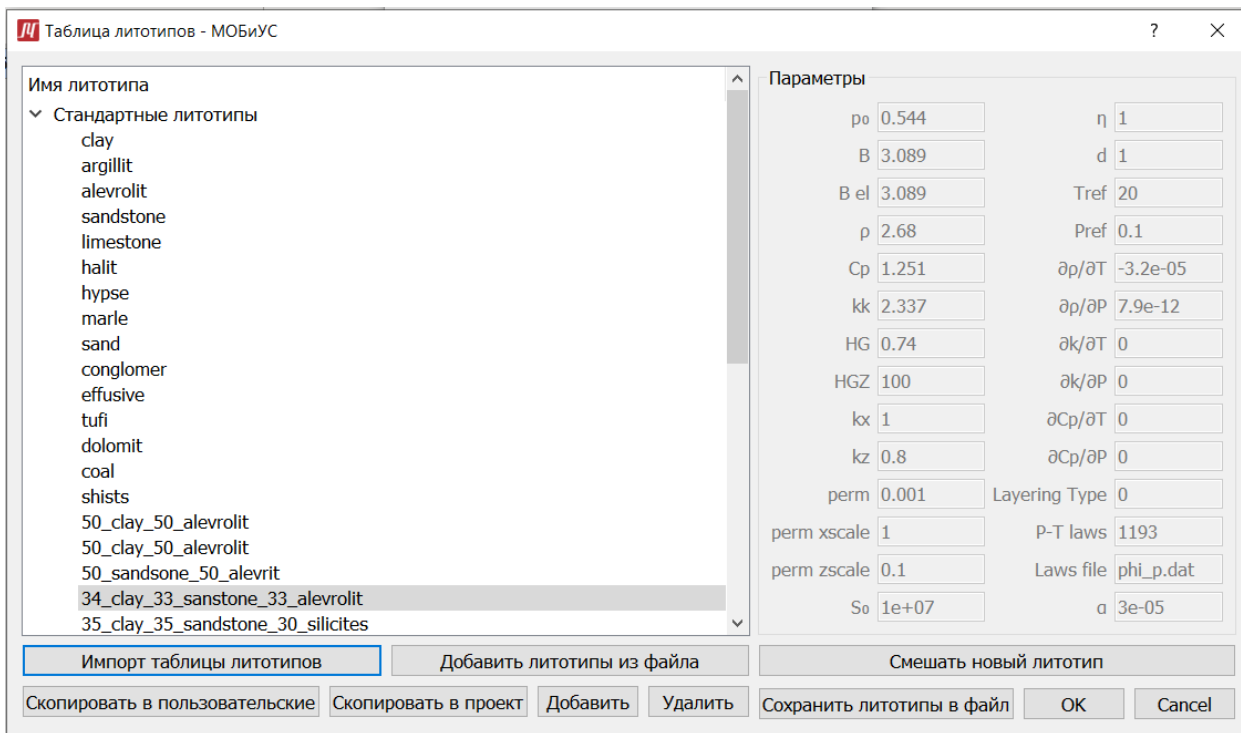 Таблица литотипов - МОБиУС
?
Имя литотипа
Стандартные литотипы
clay
argillit
alevrolit
sandstone
limestone
halit
hypse
marle
sand
conglomer
effusive
tufi
dolomit
coal
shists
50_clay_50_alevrolit
50_clay_50_alevrolit
50_sandsone_50_alevrit
34_clay_33_sanstone_33_alevrolit
35_clay_35_sandstone_30_silicites
Импорт таблицы литотипов
Добавить литотипы из файла
Скопировать в пользовательские
Скопировать в проект
Добавить
Удалить
Параметры
p₀ 0.544 η 1
B 3.089 d 1
B el 3.089 Tref 20
ρ 2.68 Pref 0.1
Cp 1.251 ∂ρ/∂T -3.2e-05
kk 2.337 ∂ρ/∂P 7.9e-12
HG 0.74 ∂k/∂T 0
HGZ 100 ∂k/∂P 0
kx 1 ∂Cp/∂T 0
kz 0.8 ∂Cp/∂P 0
perm 0.001 Layering Type 0
perm xscale 1 P-T laws 1193
perm zscale 0.1 Laws file phi_p.dat
S₀ 1e+07 α 3e-05
Смешать новый литотип
Сохранить литотипы в файл
OK
Cancel